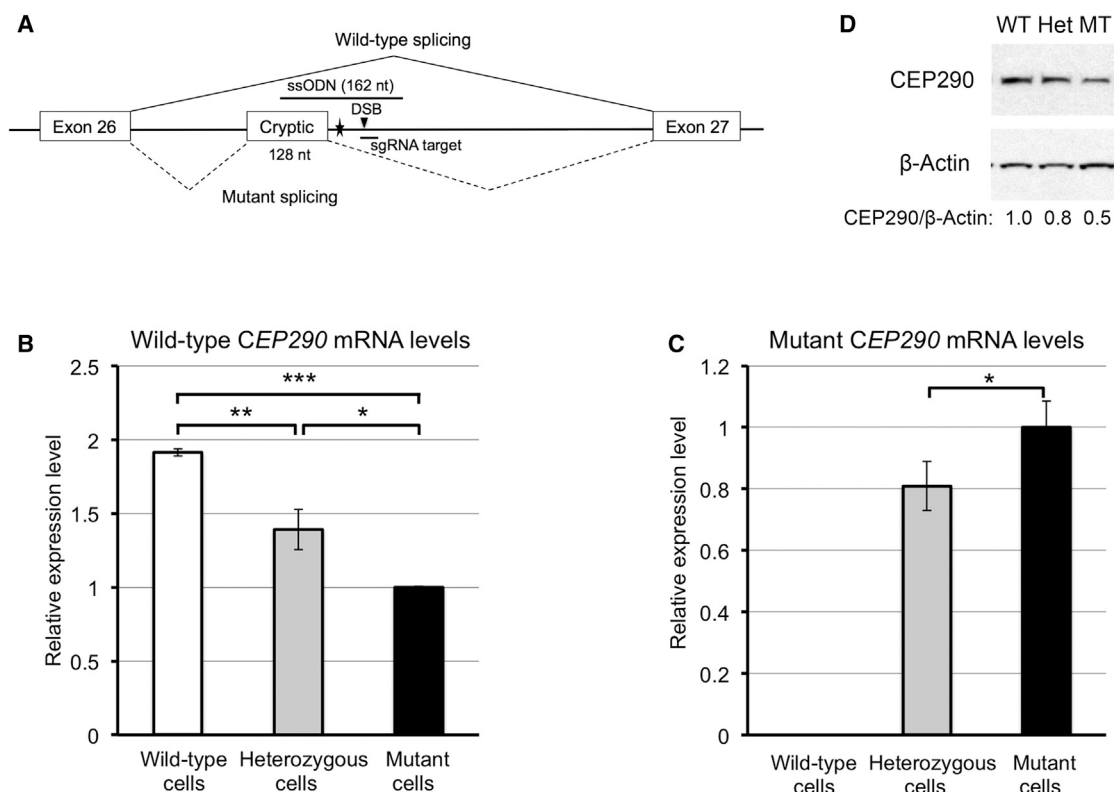 A
Wild-type splicing
ssODN (162 nt)
DSB
Exon 26
Cryptic
Exon 27
128 nt
sgRNA target
Mutant splicing
D
WT Het MT
CEP290
β-Actin
CEP290/β-Actin: 1.0 0.8 0.5
B
Wild-type CEP290 mRNA levels
Relative expression level
2.5
2
1.5
1
0.5
0
***
**
*
Wild-type cells
Heterozygous cells
Mutant cells
C
Mutant CEP290 mRNA levels
Relative expression level
1.2
1
0.8
0.6
0.4
0.2
0
*
Wild-type cells
Heterozygous cells
Mutant cells